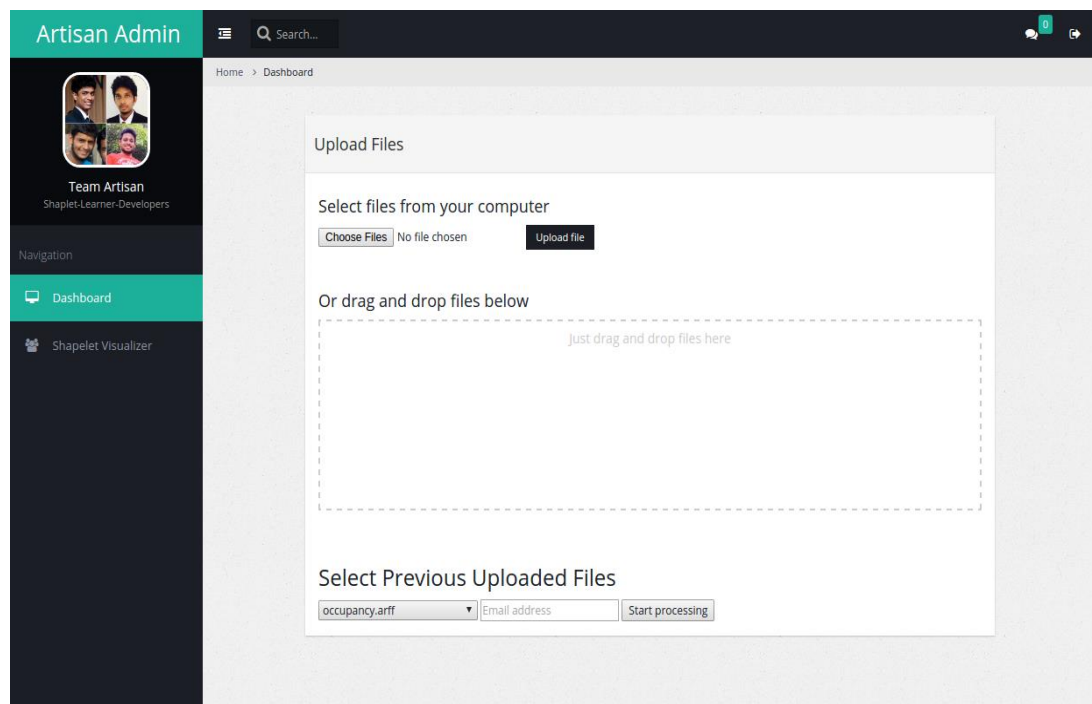 Artisan Admin
Search...
0
Home > Dashboard
Team Artisan
Shaplet-Learner-Developers
Navigation
Dashboard
Shapelet Visualizer
Upload Files
Select files from your computer
Choose Files No file chosen Upload file
Or drag and drop files below
Just drag and drop files here
Select Previous Uploaded Files
occupancy.arff Email address Start processing